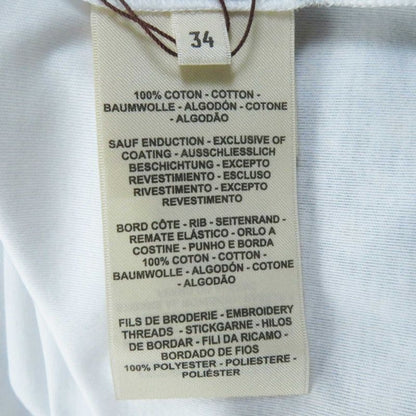 34
100% COTON - COTTON -
BAUMWOLLE - ALGODÓN - COTONE
- ALGODÃO
SAUF ENDUCTION - EXCLUSIVE OF
COATING - AUSSCHLIESSLICH
BESCHICHTUNG - EXCEPTO
REVESTIMIENTO - ESCLUSO
RIVESTIMENTO - EXCEPTO
REVESTIMENTO
BORD CÔTE - RIB - SEITENRAND -
REMATE ELÁSTICO - ORLO A
COSTINE - PUNHO E BORDA
100% COTON - COTTON -
BAUMWOLLE - ALGODÓN - COTONE
- ALGODÃO
FILS DE BRODERIE - EMBROIDERY
THREADS - STICKGARNE - HILOS
DE BORDAR - FILI DA RICAMO -
BORDADO DE FIOS
100% POLYESTER - POLIESTERE -
POLIÉSTER